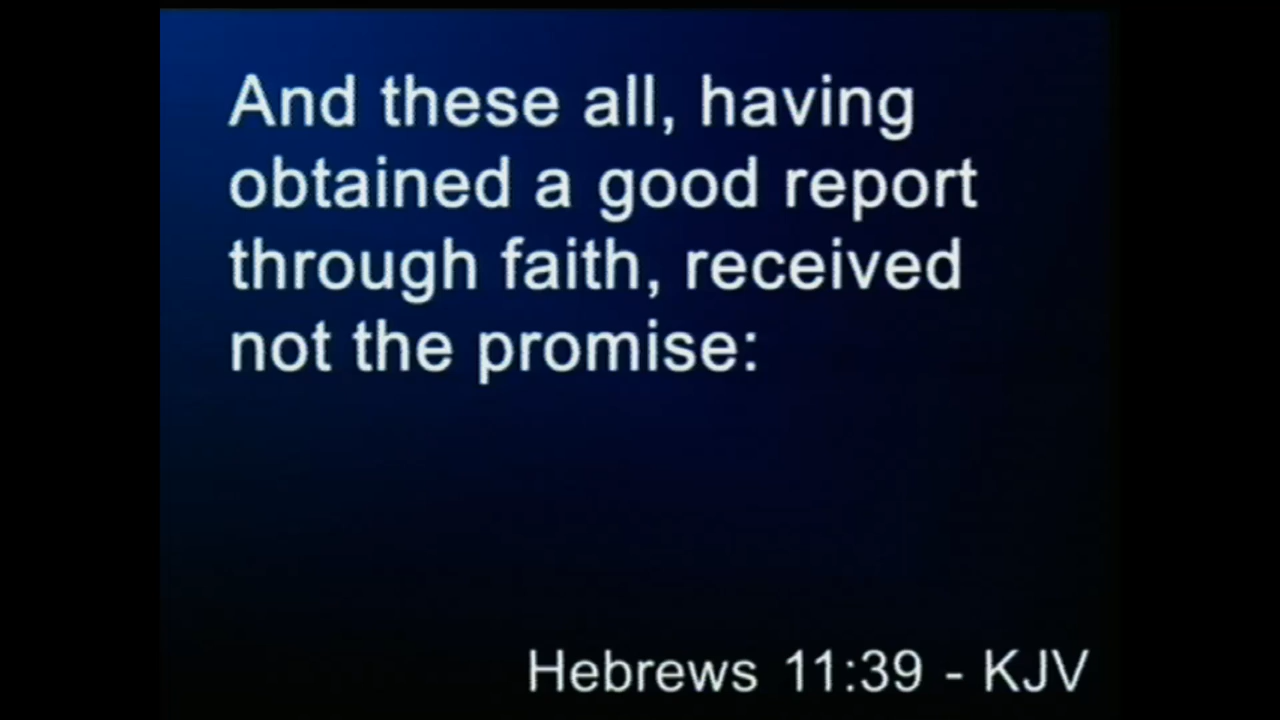 And these all, having
obtained a good report
through faith, received
not the promise:
Hebrews 11:39 - KJV